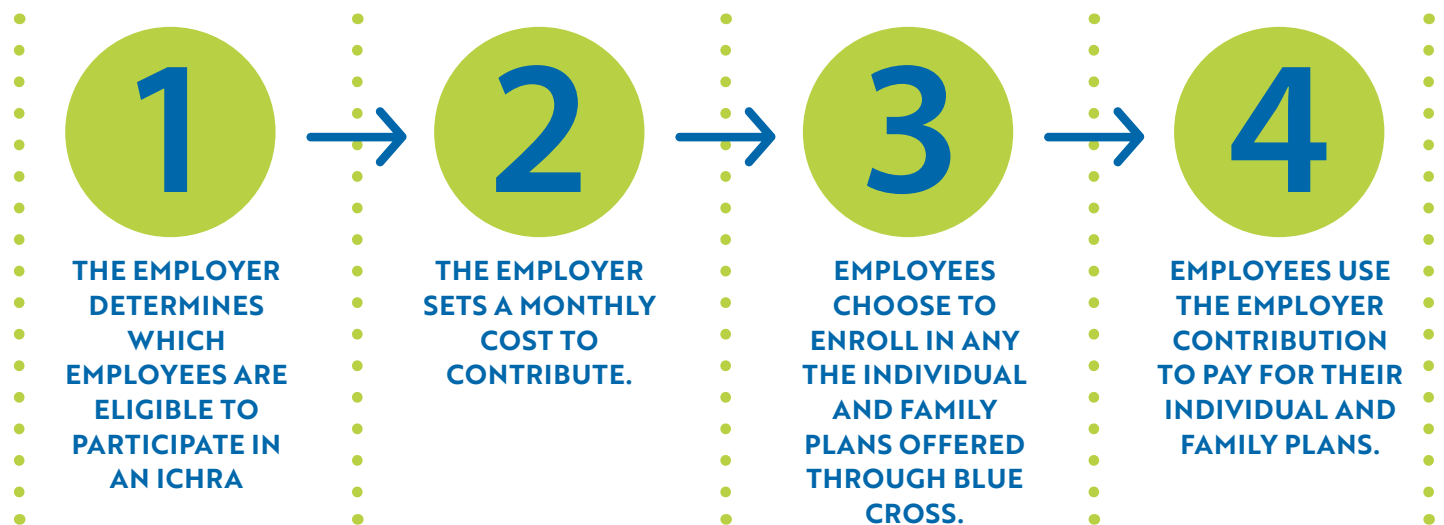 1
THE EMPLOYER
DETERMINES
WHICH
EMPLOYEES ARE
ELIGIBLE TO
PARTICIPATE IN
AN ICHRA
2
THE EMPLOYER
SETS A MONTHLY
COST TO
CONTRIBUTE.
3
EMPLOYEES
CHOOSE TO
ENROLL IN ANY
THE INDIVIDUAL
AND FAMILY
PLANS OFFERED
THROUGH BLUE
CROSS.
4
EMPLOYEES USE
THE EMPLOYER
CONTRIBUTION
TO PAY FOR THEIR
INDIVIDUAL AND
FAMILY PLANS.